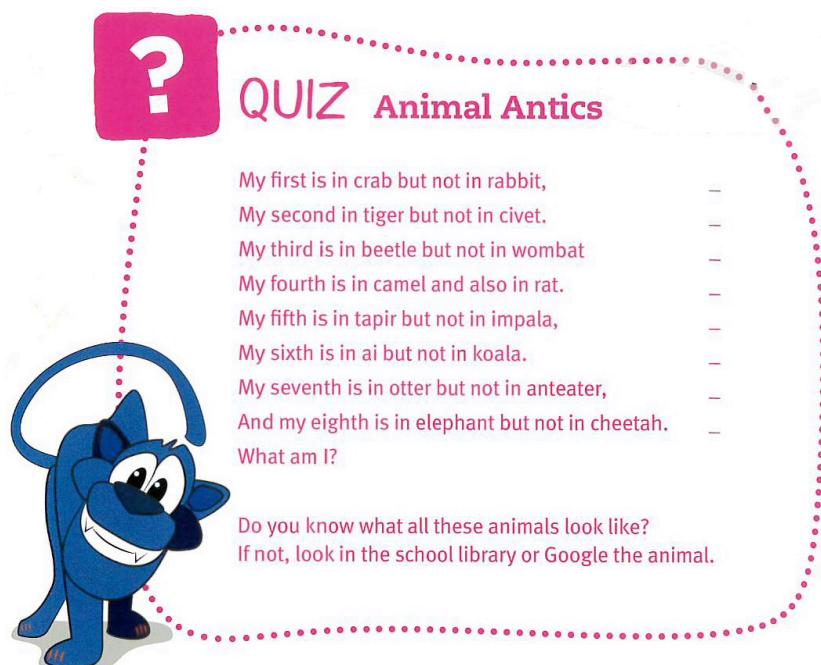 ?
QUIZ Animal Antics
My first is in crab but not in rabbit, _
My second in tiger but not in civet. _
My third is in beetle but not in wombat _
My fourth is in camel and also in rat. _
My fifth is in tapir but not in impala, _
My sixth is in ai but not in koala. _
My seventh is in otter but not in anteater, _
And my eighth is in elephant but not in cheetah. _
What am I?
Do you know what all these animals look like?
If not, look in the school library or Google the animal.